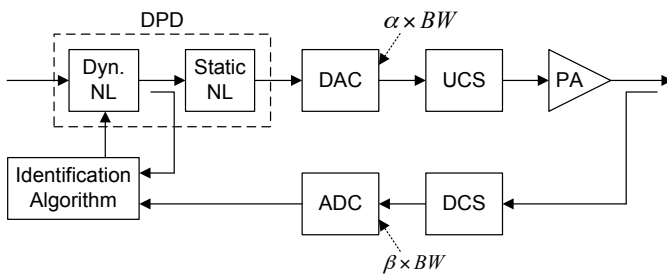 DPD
α × BW
Dyn.
NL
Static
NL
DAC
UCS
PA
Identification
Algorithm
ADC
DCS
β × BW